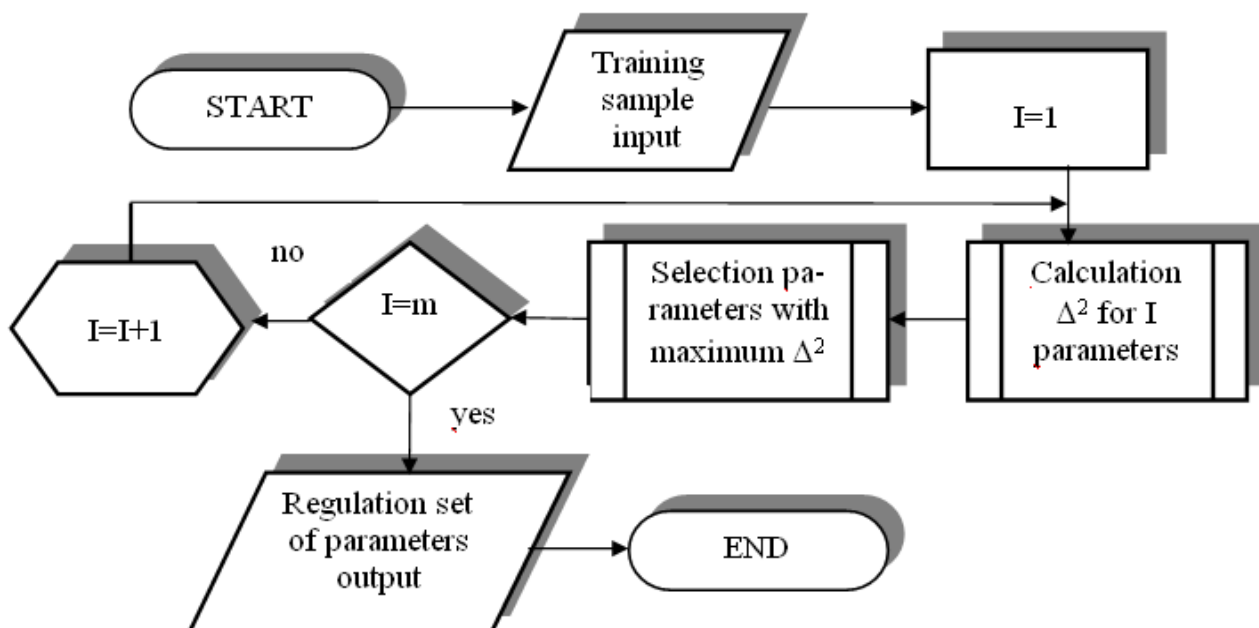 START
Training
sample
input
I=1
Calculation
Δ² for I
parameters
Selection pa-
rameters with
maximum Δ²
I=m
no
I=I+1
yes
Regulation set
of parameters
output
END